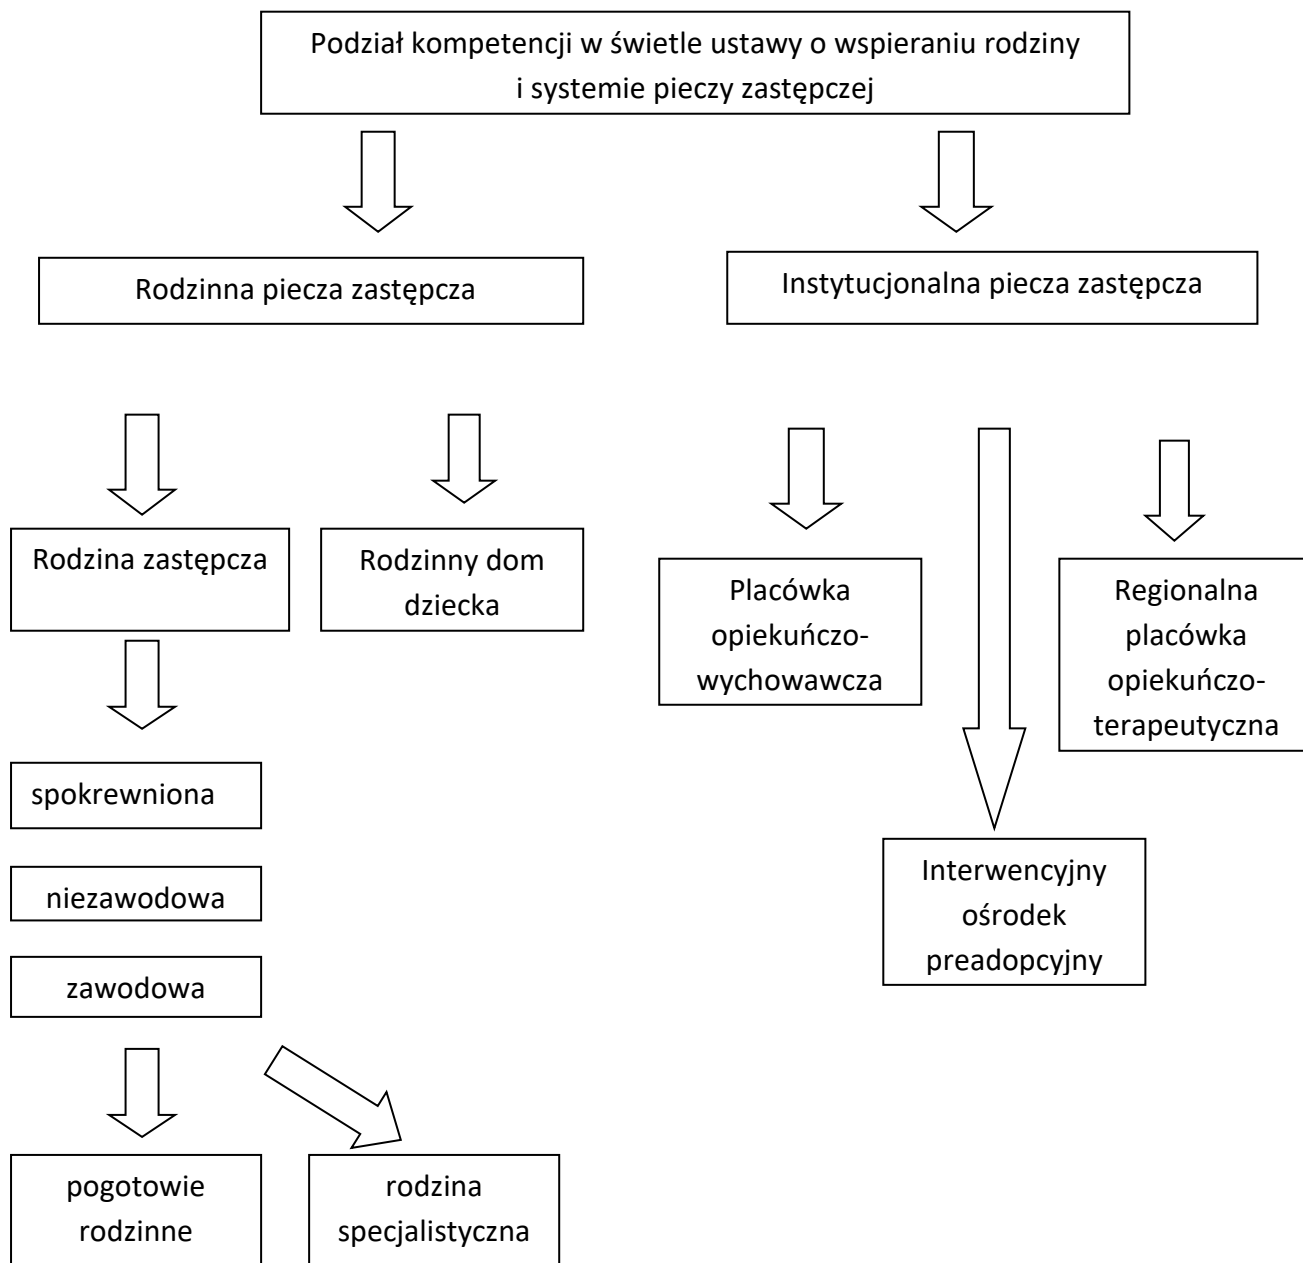 Podział kompetencji w świetle ustawy o wspieraniu rodziny
i systemie pieczy zastępczej
Rodzinna piecza zastępcza
Instytucjonalna piecza zastępcza
Rodzina zastępcza
Rodzinny dom
dziecka
Placówka
opiekuńczo-
wychowawcza
Regionalna
placówka
opiekuńczo-
terapeutyczna
spokrewniona
niezawodowa
zawodowa
Interwencyjny
ośrodek
preadopcyjny
pogotowie
rodzinne
rodzina
specjalistyczna